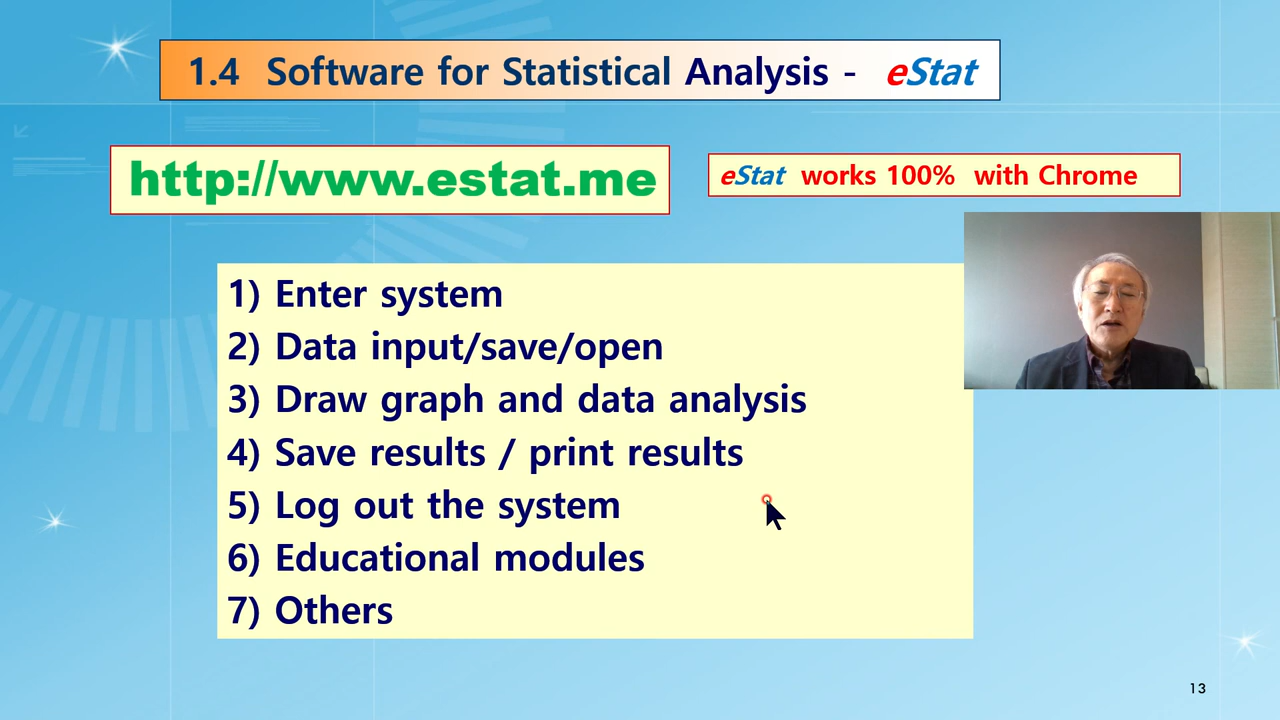 1.4 Software for Statistical Analysis - eStat
http://www.estat.me
eStat works 100% with Chrome
1) Enter system
2) Data input/save/open
3) Draw graph and data analysis
4) Save results / print results
5) Log out the system
6) Educational modules
7) Others
13